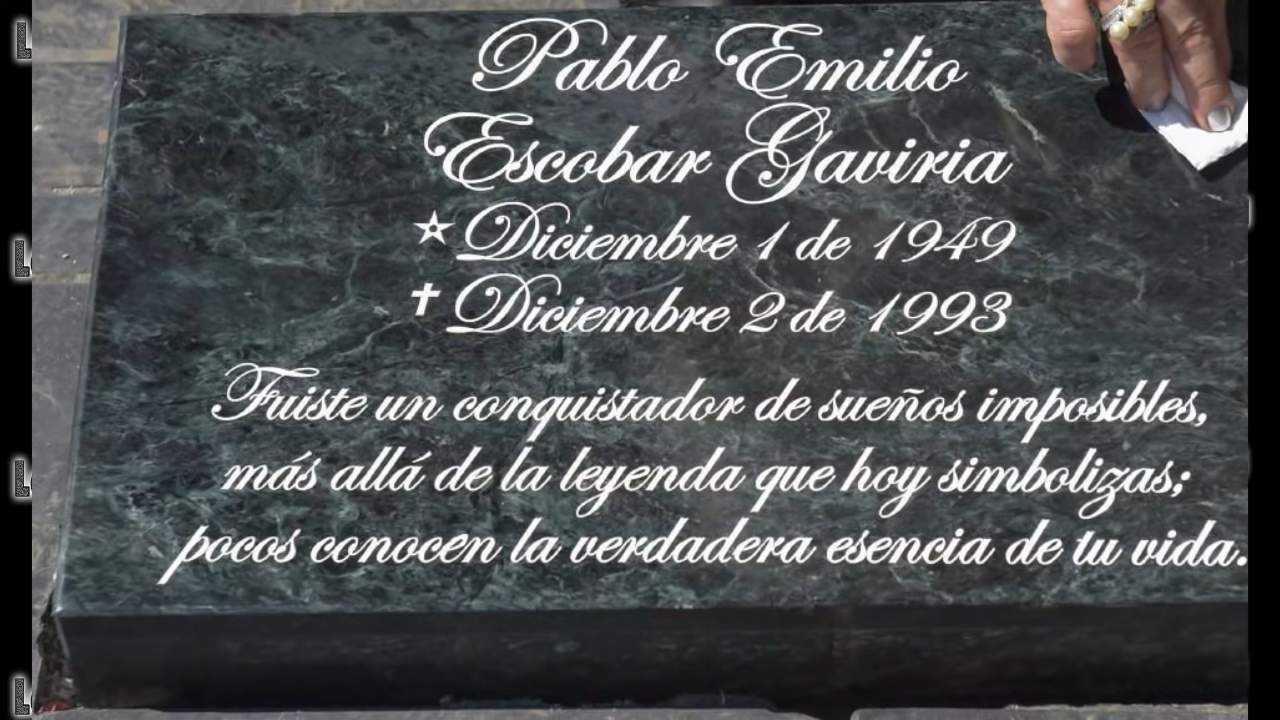 Pablo Emilio
Escobar Gaviria
☆ Diciembre 1 de 1949
✝ Diciembre 2 de 1993
Fuiste un conquistador de sueños imposibles,
más allá de la leyenda que hoy simbolizas;
pocos conocen la verdadera esencia de tu vida.